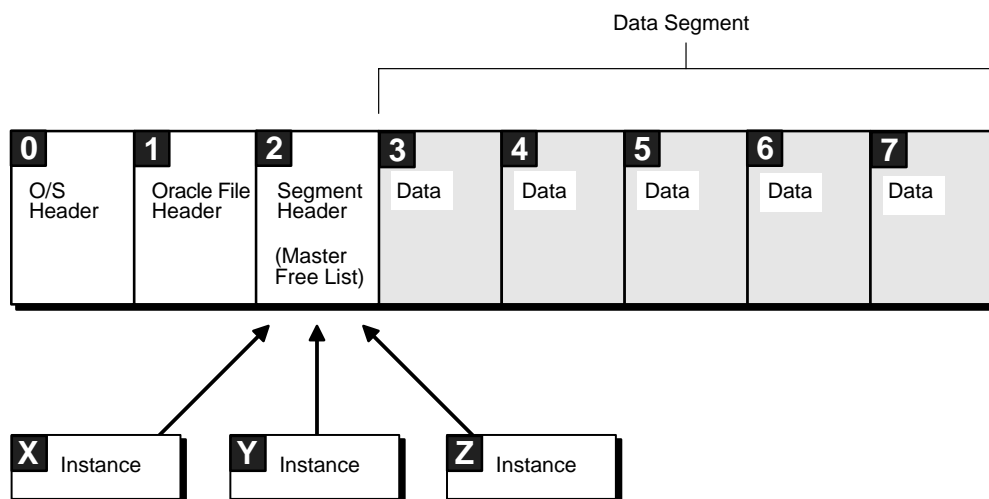 Data Segment
0
O/S
Header
1
Oracle File
Header
2
Segment
Header
(Master
Free List)
3
Data
4
Data
5
Data
6
Data
7
Data
X
Instance
Y
Instance
Z
Instance